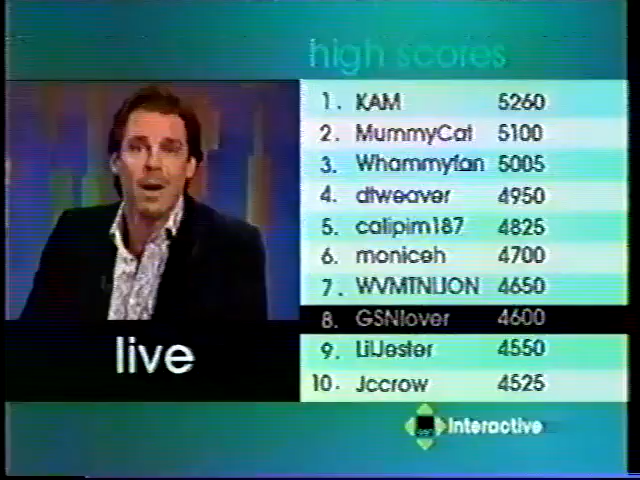 high scores
1. KAM 5260
2. MummyCat 5100
3. Whammyfan 5005
4. dtweaver 4950
5. calipim187 4825
6. moniceh 4700
7. WVMTNLION 4650
8. GSNlover 4600
9. LilJester 4550
10. Jccrow 4525
live
Interactive